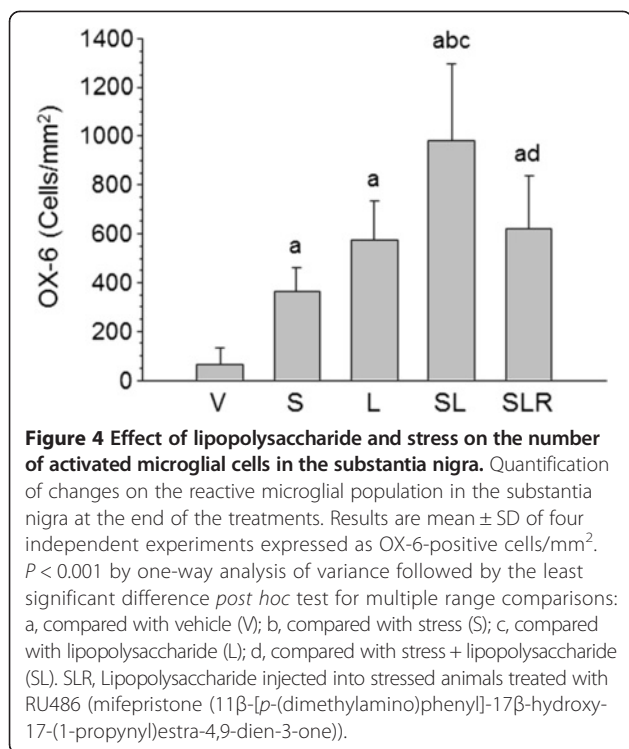 1400
1200
1000
800
600
400
200
0
OX-6 (Cells/mm²)
a
a
abc
ad
V S L SL SLR
Figure 4 Effect of lipopolysaccharide and stress on the number
of activated microglial cells in the substantia nigra. Quantification
of changes on the reactive microglial population in the substantia
nigra at the end of the treatments. Results are mean ± SD of four
independent experiments expressed as OX-6-positive cells/mm².
P < 0.001 by one-way analysis of variance followed by the least
significant difference post hoc test for multiple range comparisons:
a, compared with vehicle (V); b, compared with stress (S); c, compared
with lipopolysaccharide (L); d, compared with stress + lipopolysaccharide
(SL). SLR, Lipopolysaccharide injected into stressed animals treated with
RU486 (mifepristone (11β-[p-(dimethylamino)phenyl]-17β-hydroxy-
17-(1-propynyl)estra-4,9-dien-3-one)).